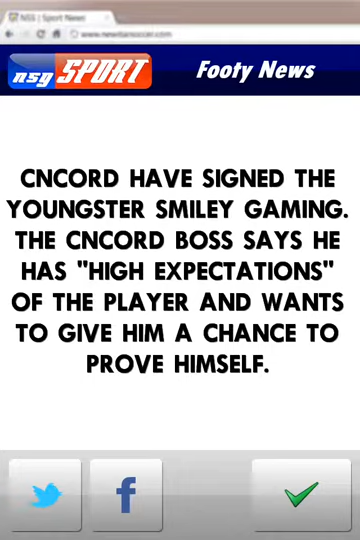 NSS | Sport News
www.newstarsoccer.com
nsg SPORT
Footy News
CNCORD HAVE SIGNED THE
YOUNGSTER SMILEY GAMING.
THE CNCORD BOSS SAYS HE
HAS "HIGH EXPECTATIONS"
OF THE PLAYER AND WANTS
TO GIVE HIM A CHANCE TO
PROVE HIMSELF.